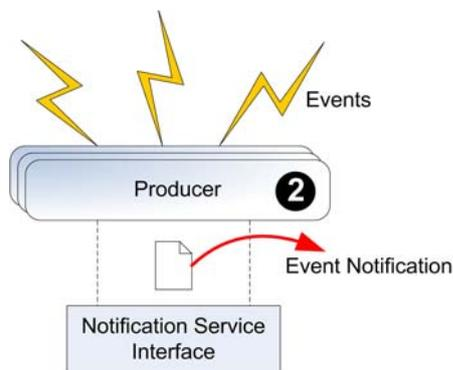 Events
Producer
2
Event Notification
Notification Service
Interface